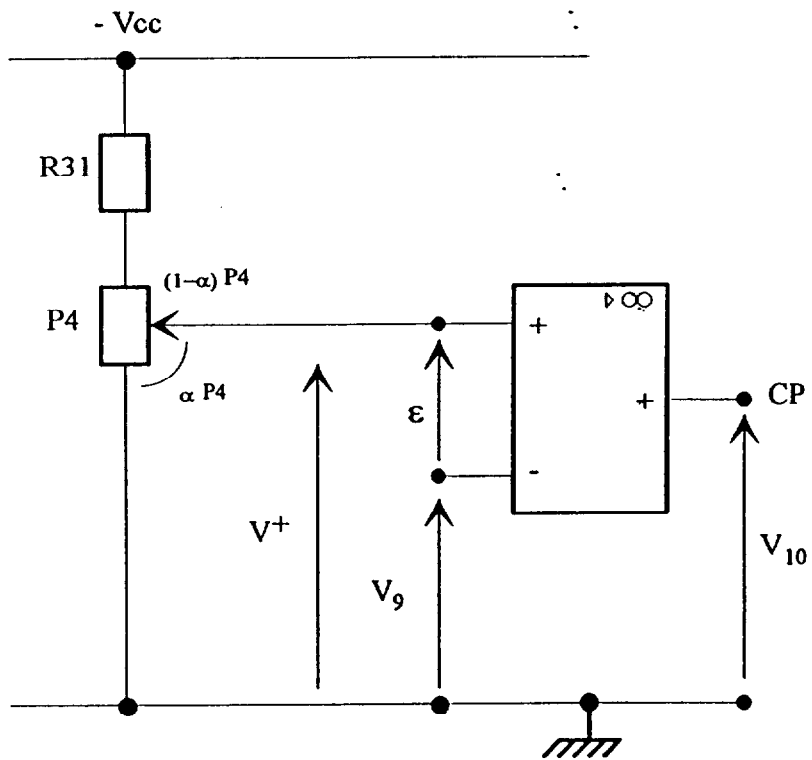 - Vcc
R31
(1-α) P4
P4
α P4
▷ ∞
+
-
+
CP
ε
V+
V9
V10